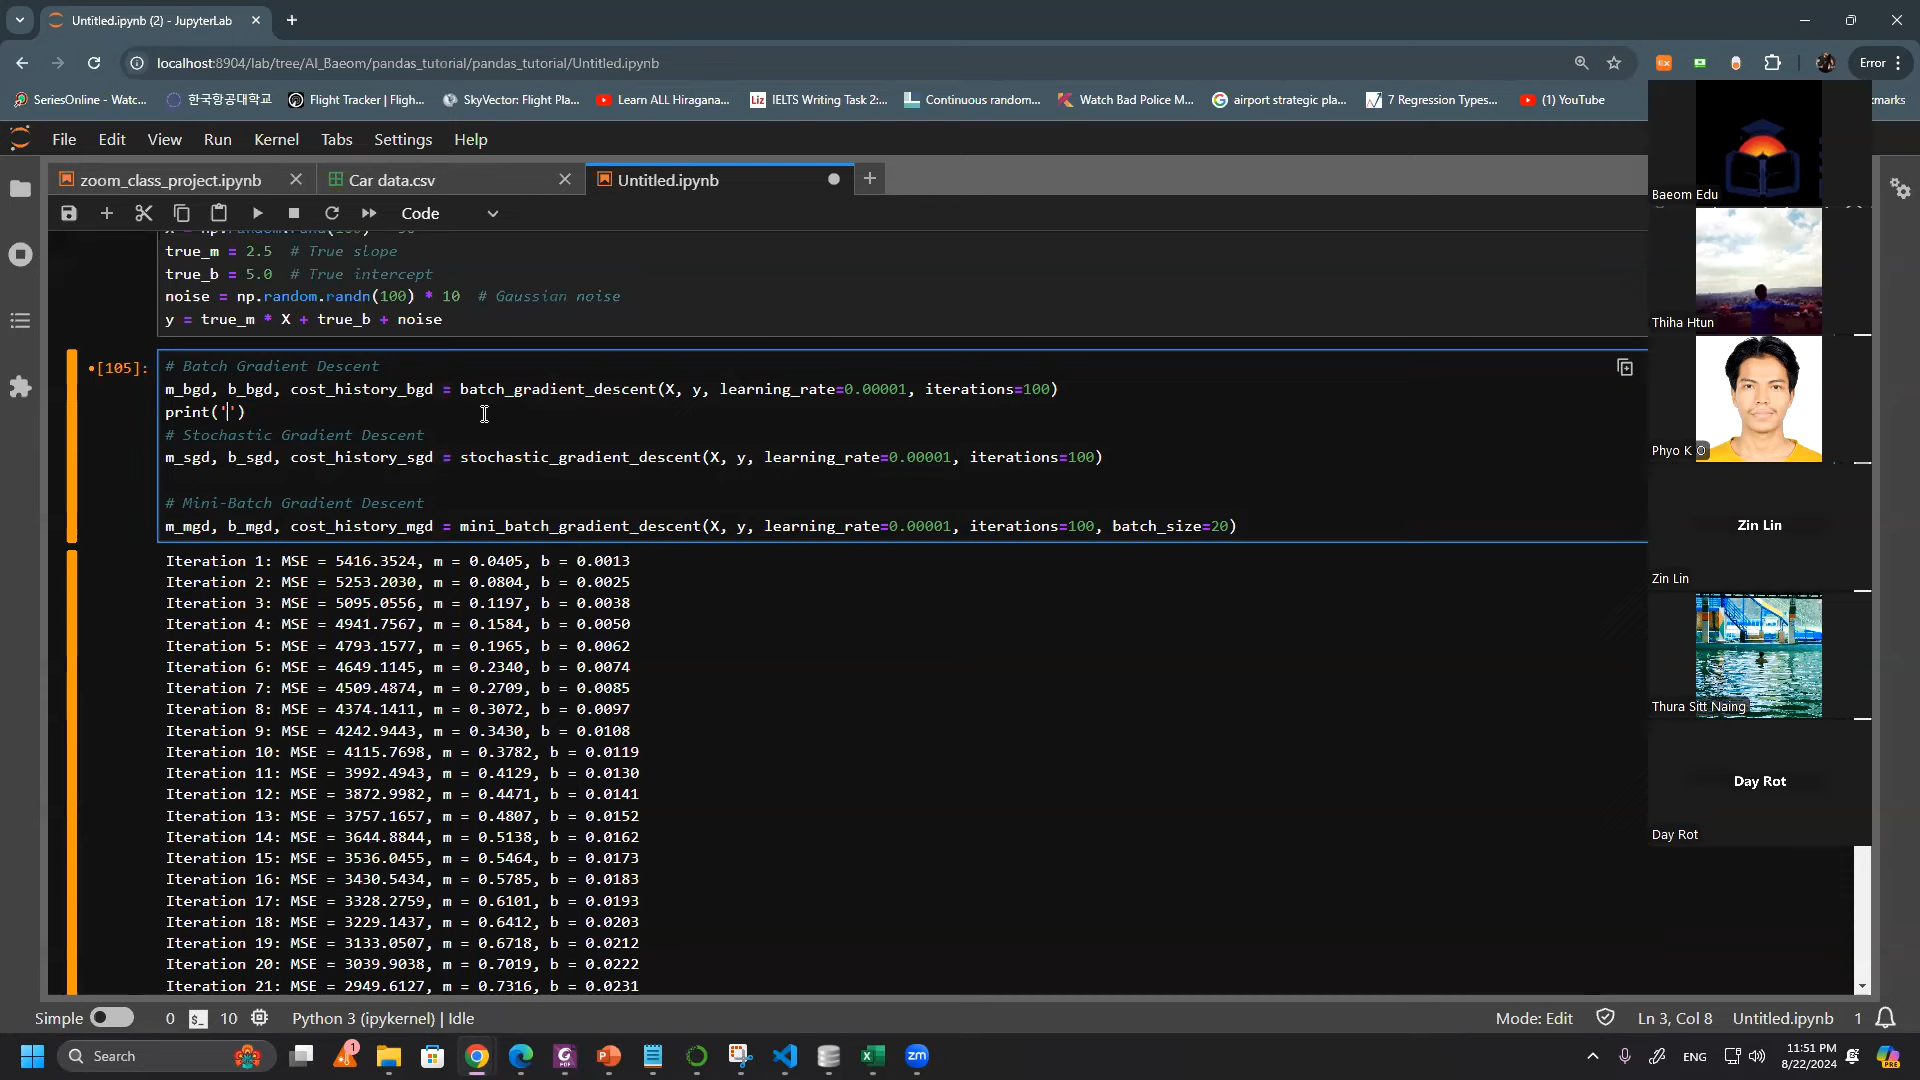 Untitled.ipynb (2) - JupyterLab
localhost:8904/lab/tree/AI_Baeom/pandas_tutorial/pandas_tutorial/Untitled.ipynb
Error
SeriesOnline - Watc...
한국항공대학교
Flight Tracker | Fligh...
SkyVector: Flight Pla...
Learn ALL Hiragana...
Liz
IELTS Writing Task 2:...
Continuous random...
Watch Bad Police M...
airport strategic pla...
7 Regression Types...
(1) YouTube
File Edit View Run Kernel Tabs Settings Help
zoom_class_project.ipynb
Car data.csv
Untitled.ipynb
Code
true_m = 2.5  # True slope
true_b = 5.0  # True intercept
noise = np.random.randn(100) * 10  # Gaussian noise
y = true_m * X + true_b + noise
[105]:
# Batch Gradient Descent
m_bgd, b_bgd, cost_history_bgd = batch_gradient_descent(X, y, learning_rate=0.00001, iterations=100)
print('')
# Stochastic Gradient Descent
m_sgd, b_sgd, cost_history_sgd = stochastic_gradient_descent(X, y, learning_rate=0.00001, iterations=100)
# Mini-Batch Gradient Descent
m_mgd, b_mgd, cost_history_mgd = mini_batch_gradient_descent(X, y, learning_rate=0.00001, iterations=100, batch_size=20)
Iteration 1: MSE = 5416.3524, m = 0.0405, b = 0.0013
Iteration 2: MSE = 5253.2030, m = 0.0804, b = 0.0025
Iteration 3: MSE = 5095.0556, m = 0.1197, b = 0.0038
Iteration 4: MSE = 4941.7567, m = 0.1584, b = 0.0050
Iteration 5: MSE = 4793.1577, m = 0.1965, b = 0.0062
Iteration 6: MSE = 4649.1145, m = 0.2340, b = 0.0074
Iteration 7: MSE = 4509.4874, m = 0.2709, b = 0.0085
Iteration 8: MSE = 4374.1411, m = 0.3072, b = 0.0097
Iteration 9: MSE = 4242.9443, m = 0.3430, b = 0.0108
Iteration 10: MSE = 4115.7698, m = 0.3782, b = 0.0119
Iteration 11: MSE = 3992.4943, m = 0.4129, b = 0.0130
Iteration 12: MSE = 3872.9982, m = 0.4471, b = 0.0141
Iteration 13: MSE = 3757.1657, m = 0.4807, b = 0.0152
Iteration 14: MSE = 3644.8844, m = 0.5138, b = 0.0162
Iteration 15: MSE = 3536.0455, m = 0.5464, b = 0.0173
Iteration 16: MSE = 3430.5434, m = 0.5785, b = 0.0183
Iteration 17: MSE = 3328.2759, m = 0.6101, b = 0.0193
Iteration 18: MSE = 3229.1437, m = 0.6412, b = 0.0203
Iteration 19: MSE = 3133.0507, m = 0.6718, b = 0.0212
Iteration 20: MSE = 3039.9038, m = 0.7019, b = 0.0222
Iteration 21: MSE = 2949.6127, m = 0.7316, b = 0.0231
Baeom Edu
Thiha Htun
Phyo K O
Zin Lin
Zin Lin
Thura Sitt Naing
Day Rot
Day Rot
Simple 0 10 Python 3 (ipykernel) | Idle
Mode: Edit Ln 3, Col 8 Untitled.ipynb 1
Search
zm
ENG
11:51 PM
8/22/2024